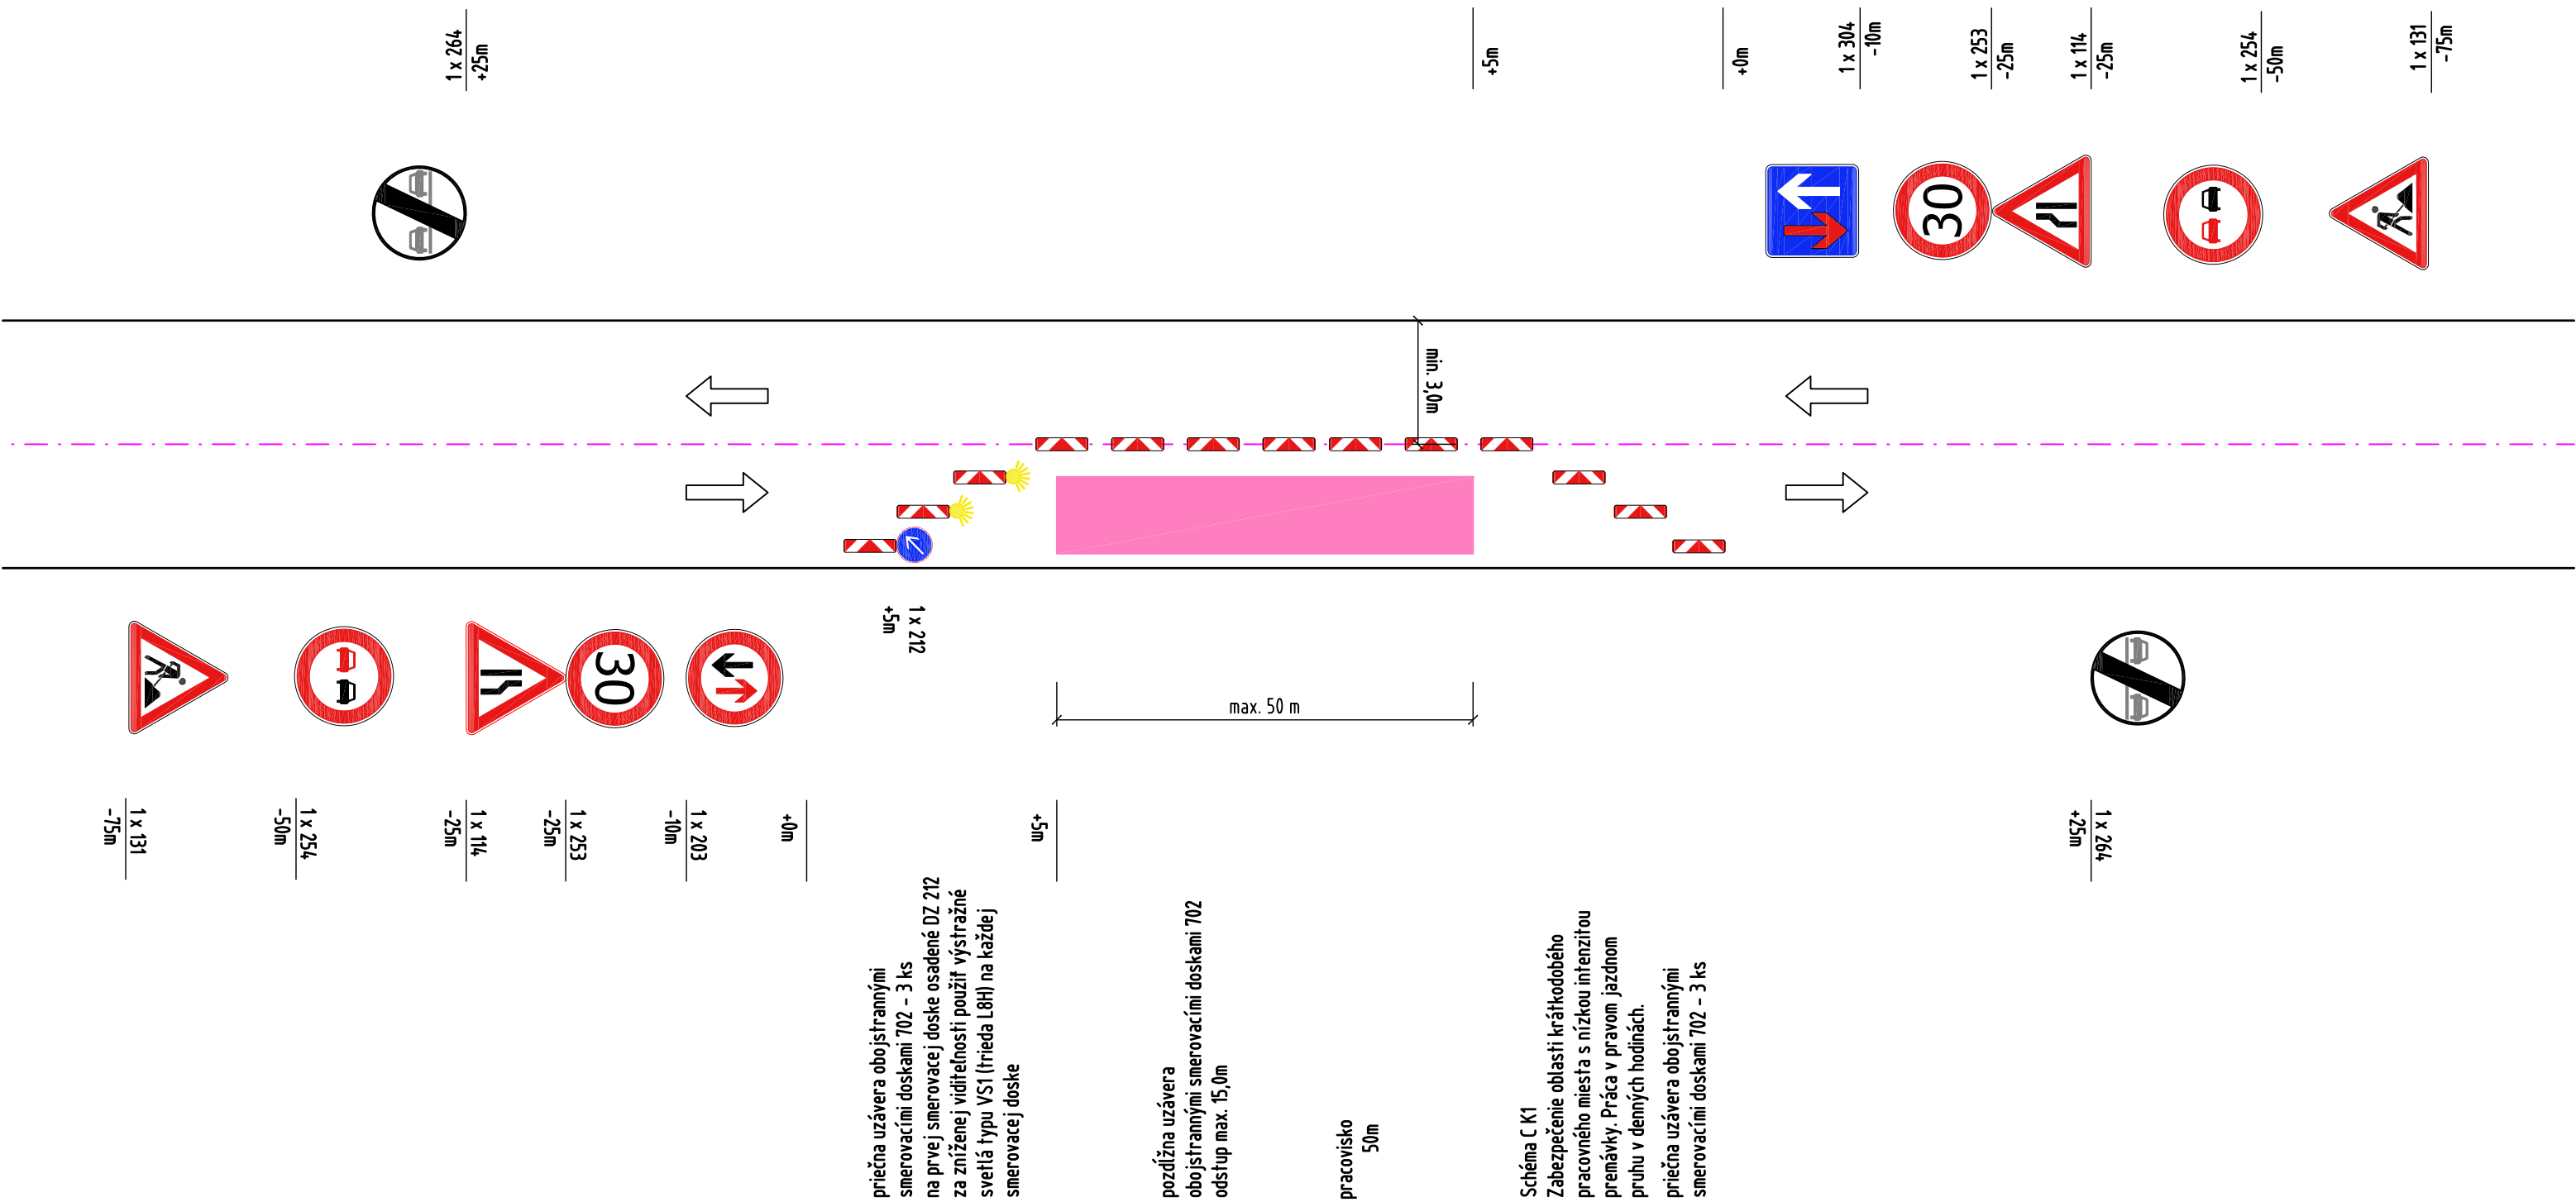 1 x 264
+25m
+5m
+0m
1 x 304
-10m
1 x 253
-25m
1 x 114
-25m
1 x 254
-50m
1 x 131
-75m
30
min. 3,0m
30
1 x 212
+5m
max. 50 m
1 x 131
-75m
1 x 254
-50m
1 x 114
-25m
1 x 253
-25m
1 x 203
-10m
+0m
+5m
1 x 264
+25m
priečna uzávera obojstrannými
smerovacími doskami 702 - 3 ks
na prvej smerovacej doske osadené DZ 212
za zníženej viditeľnosti použiť výstražné
svetlá typu VS1 (trieda L8H) na každej
smerovacej doske
pozdĺžna uzávera
obojstrannými smerovacími doskami 702
odstup max. 15,0m
pracovisko
50m
Schéma C K1
Zabezpečenie oblasti krátkodobého
pracovného miesta s nízkou intenzitou
premávky. Práca v pravom jazdnom
pruhu v denných hodinách.
priečna uzávera obojstrannými
smerovacími doskami 702 - 3 ks